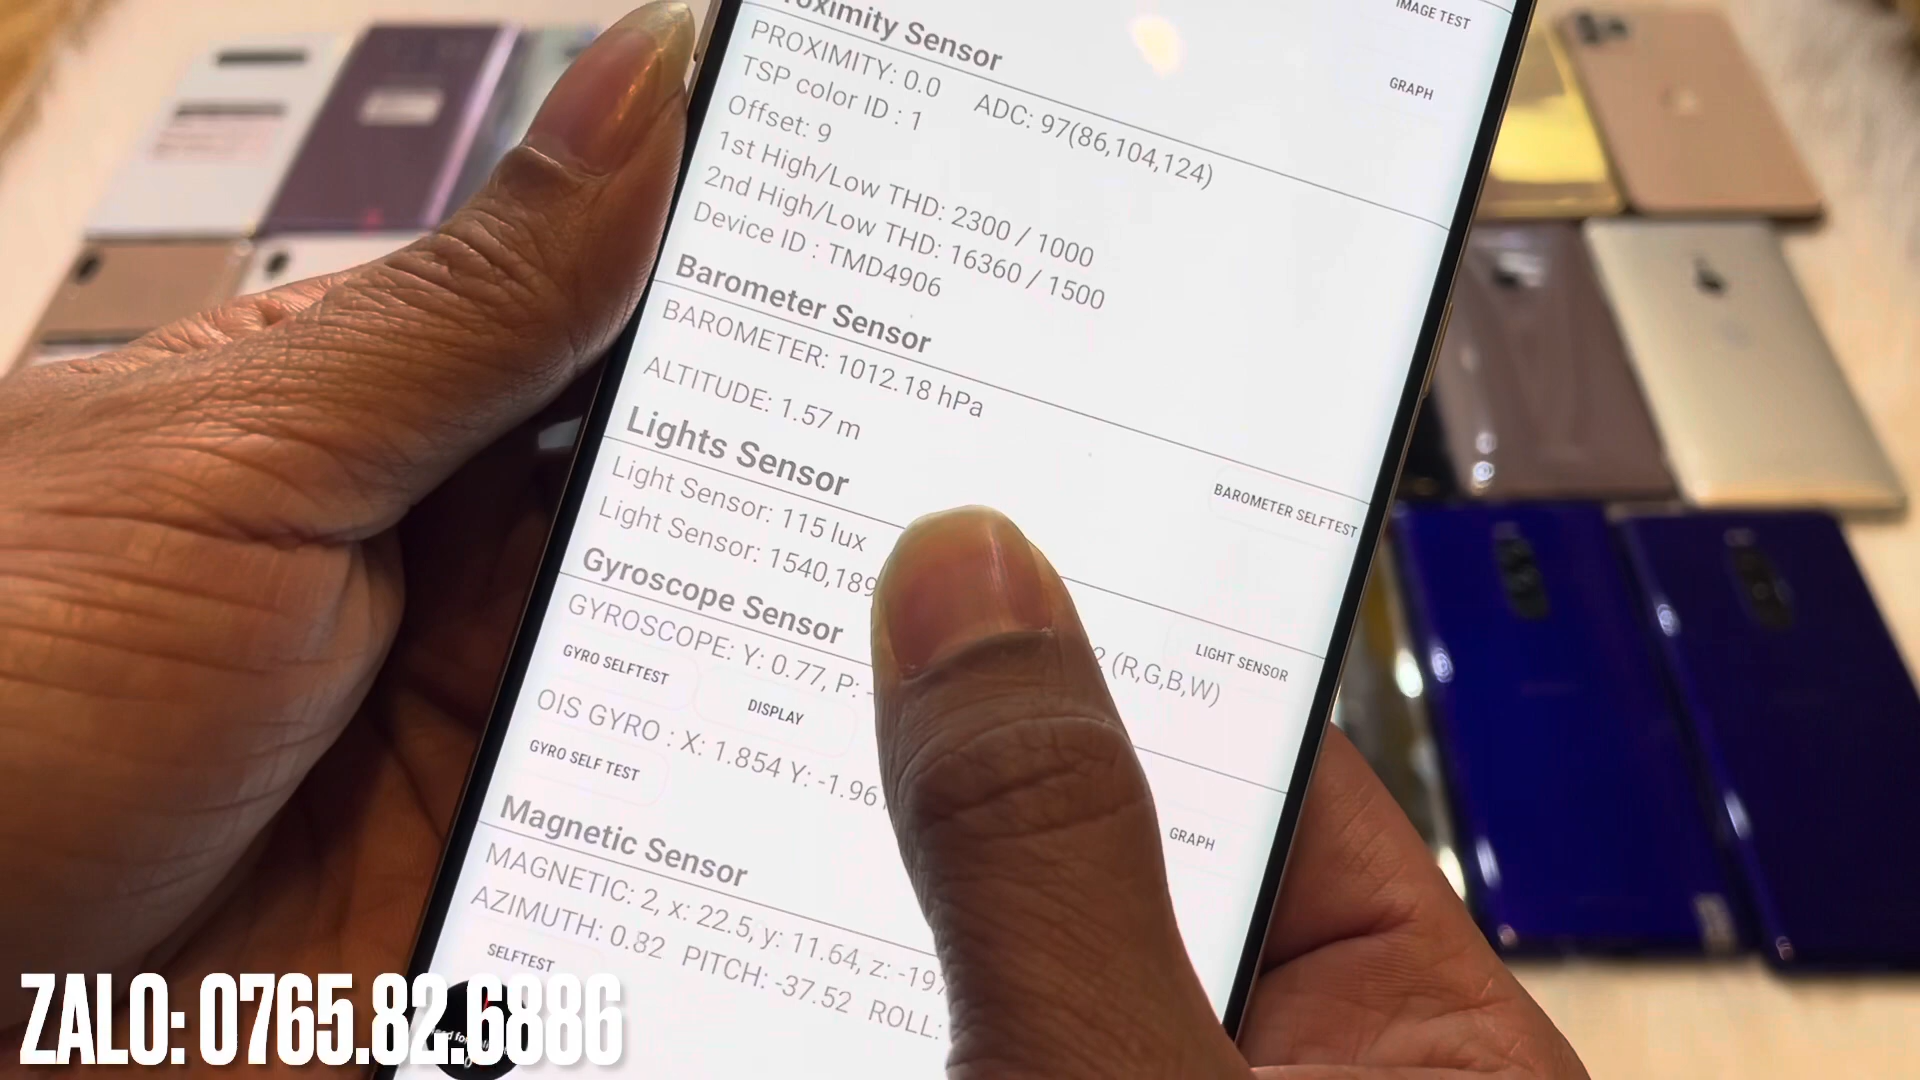 IMAGE TEST
Proximity Sensor
PROXIMITY: 0.0 ADC: 97(86,104,124)
GRAPH
TSP color ID : 1
Offset: 9
1st High/Low THD: 2300 / 1000
2nd High/Low THD: 16360 / 1500
Device ID : TMD4906
Barometer Sensor
BAROMETER: 1012.18 hPa
ALTITUDE: 1.57 m
BAROMETER SELFTEST
Lights Sensor
Light Sensor: 115 lux
Light Sensor: 1540,189 2 (R,G,B,W)
LIGHT SENSOR
Gyroscope Sensor
GYROSCOPE: Y: 0.77, P: -
GYRO SELFTEST DISPLAY
GRAPH
OIS GYRO : X: 1.854 Y: -1.961
GYRO SELF TEST
Magnetic Sensor
MAGNETIC: 2, x: 22.5, y: 11.64, z: -197
AZIMUTH: 0.82 PITCH: -37.52 ROLL:
SELFTEST
ZALO: 0765.82.6886